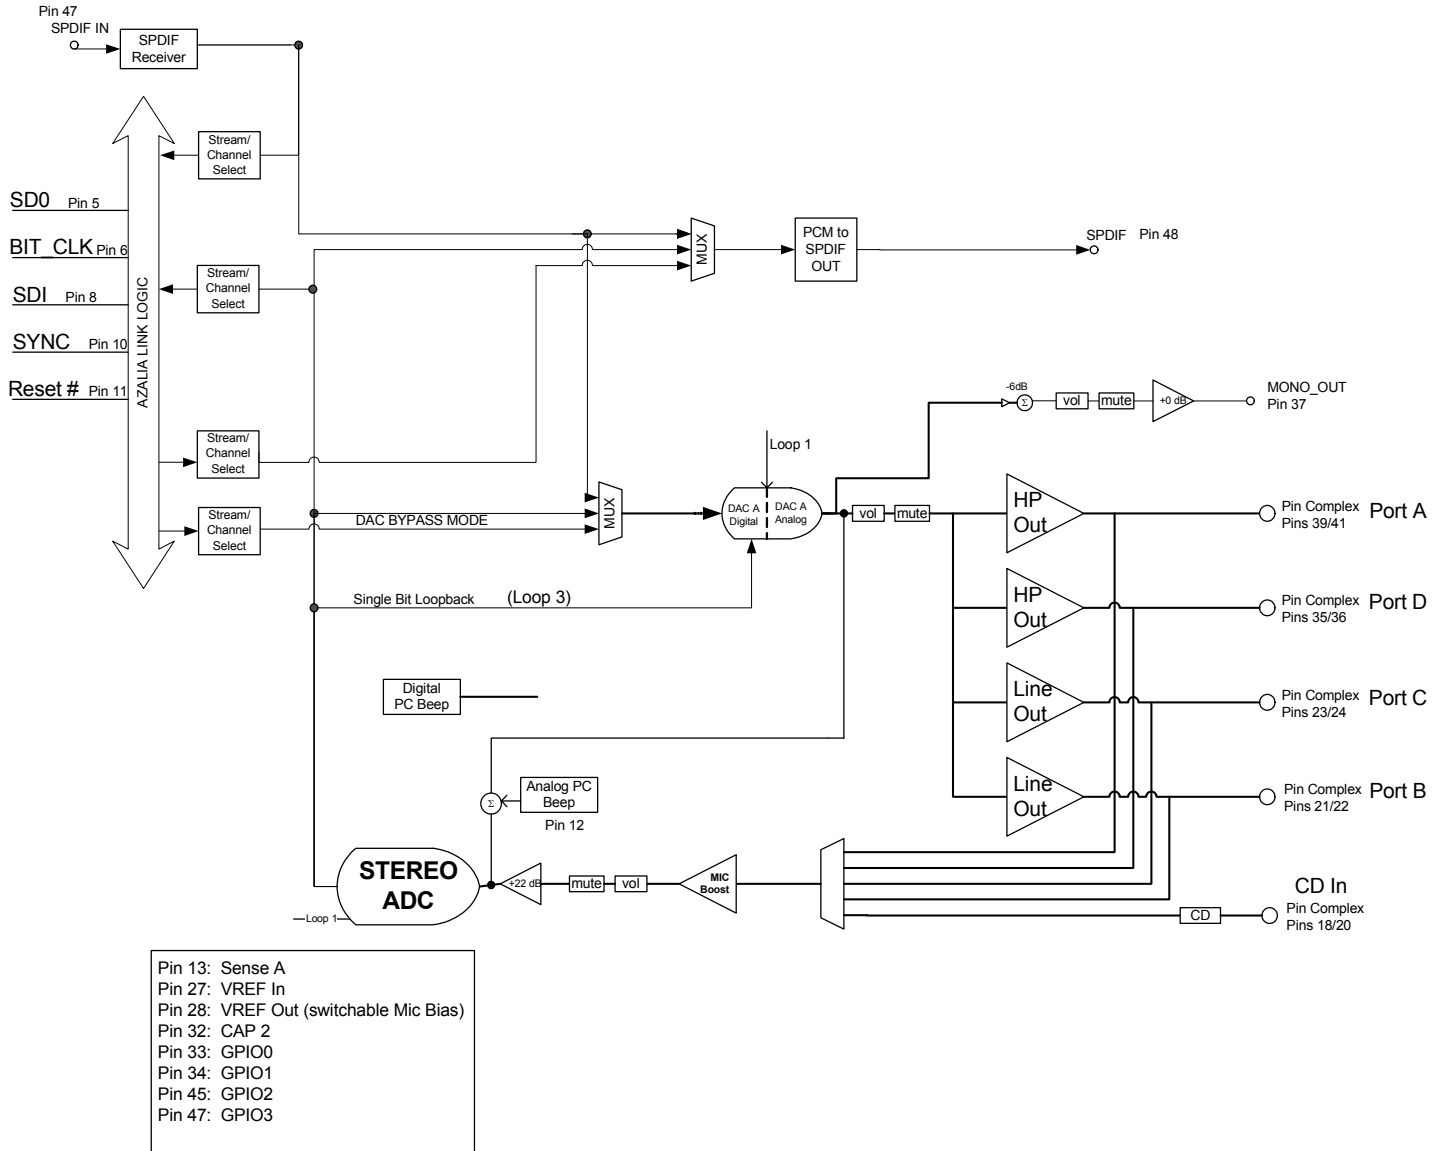 Pin 47
SPDIF IN
SPDIF
Receiver
Stream/
Channel
Select
SD0 Pin 5
BIT_CLK Pin 6
SDI Pin 8
SYNC Pin 10
Reset # Pin 11
AZALIA LINK LOGIC
Stream/
Channel
Select
Stream/
Channel
Select
Stream/
Channel
Select
MUX
PCM to
SPDIF
OUT
SPDIF Pin 48
-6dB
Σ
vol
mute
+0 dB
MONO_OUT
Pin 37
Loop 1
DAC BYPASS MODE
MUX
DAC A
Digital
DAC A
Analog
vol
mute
HP
Out
Pin Complex
Pins 39/41
Port A
Single Bit Loopback (Loop 3)
HP
Out
Pin Complex
Pins 35/36
Port D
Digital
PC Beep
Line
Out
Pin Complex
Pins 23/24
Port C
Σ
Analog PC
Beep
Pin 12
Line
Out
Pin Complex
Pins 21/22
Port B
STEREO
ADC
Loop 1
+22 dB
mute
vol
MIC
Boost
CD
CD In
Pin Complex
Pins 18/20
Pin 13: Sense A
Pin 27: VREF In
Pin 28: VREF Out (switchable Mic Bias)
Pin 32: CAP 2
Pin 33: GPIO0
Pin 34: GPIO1
Pin 45: GPIO2
Pin 47: GPIO3